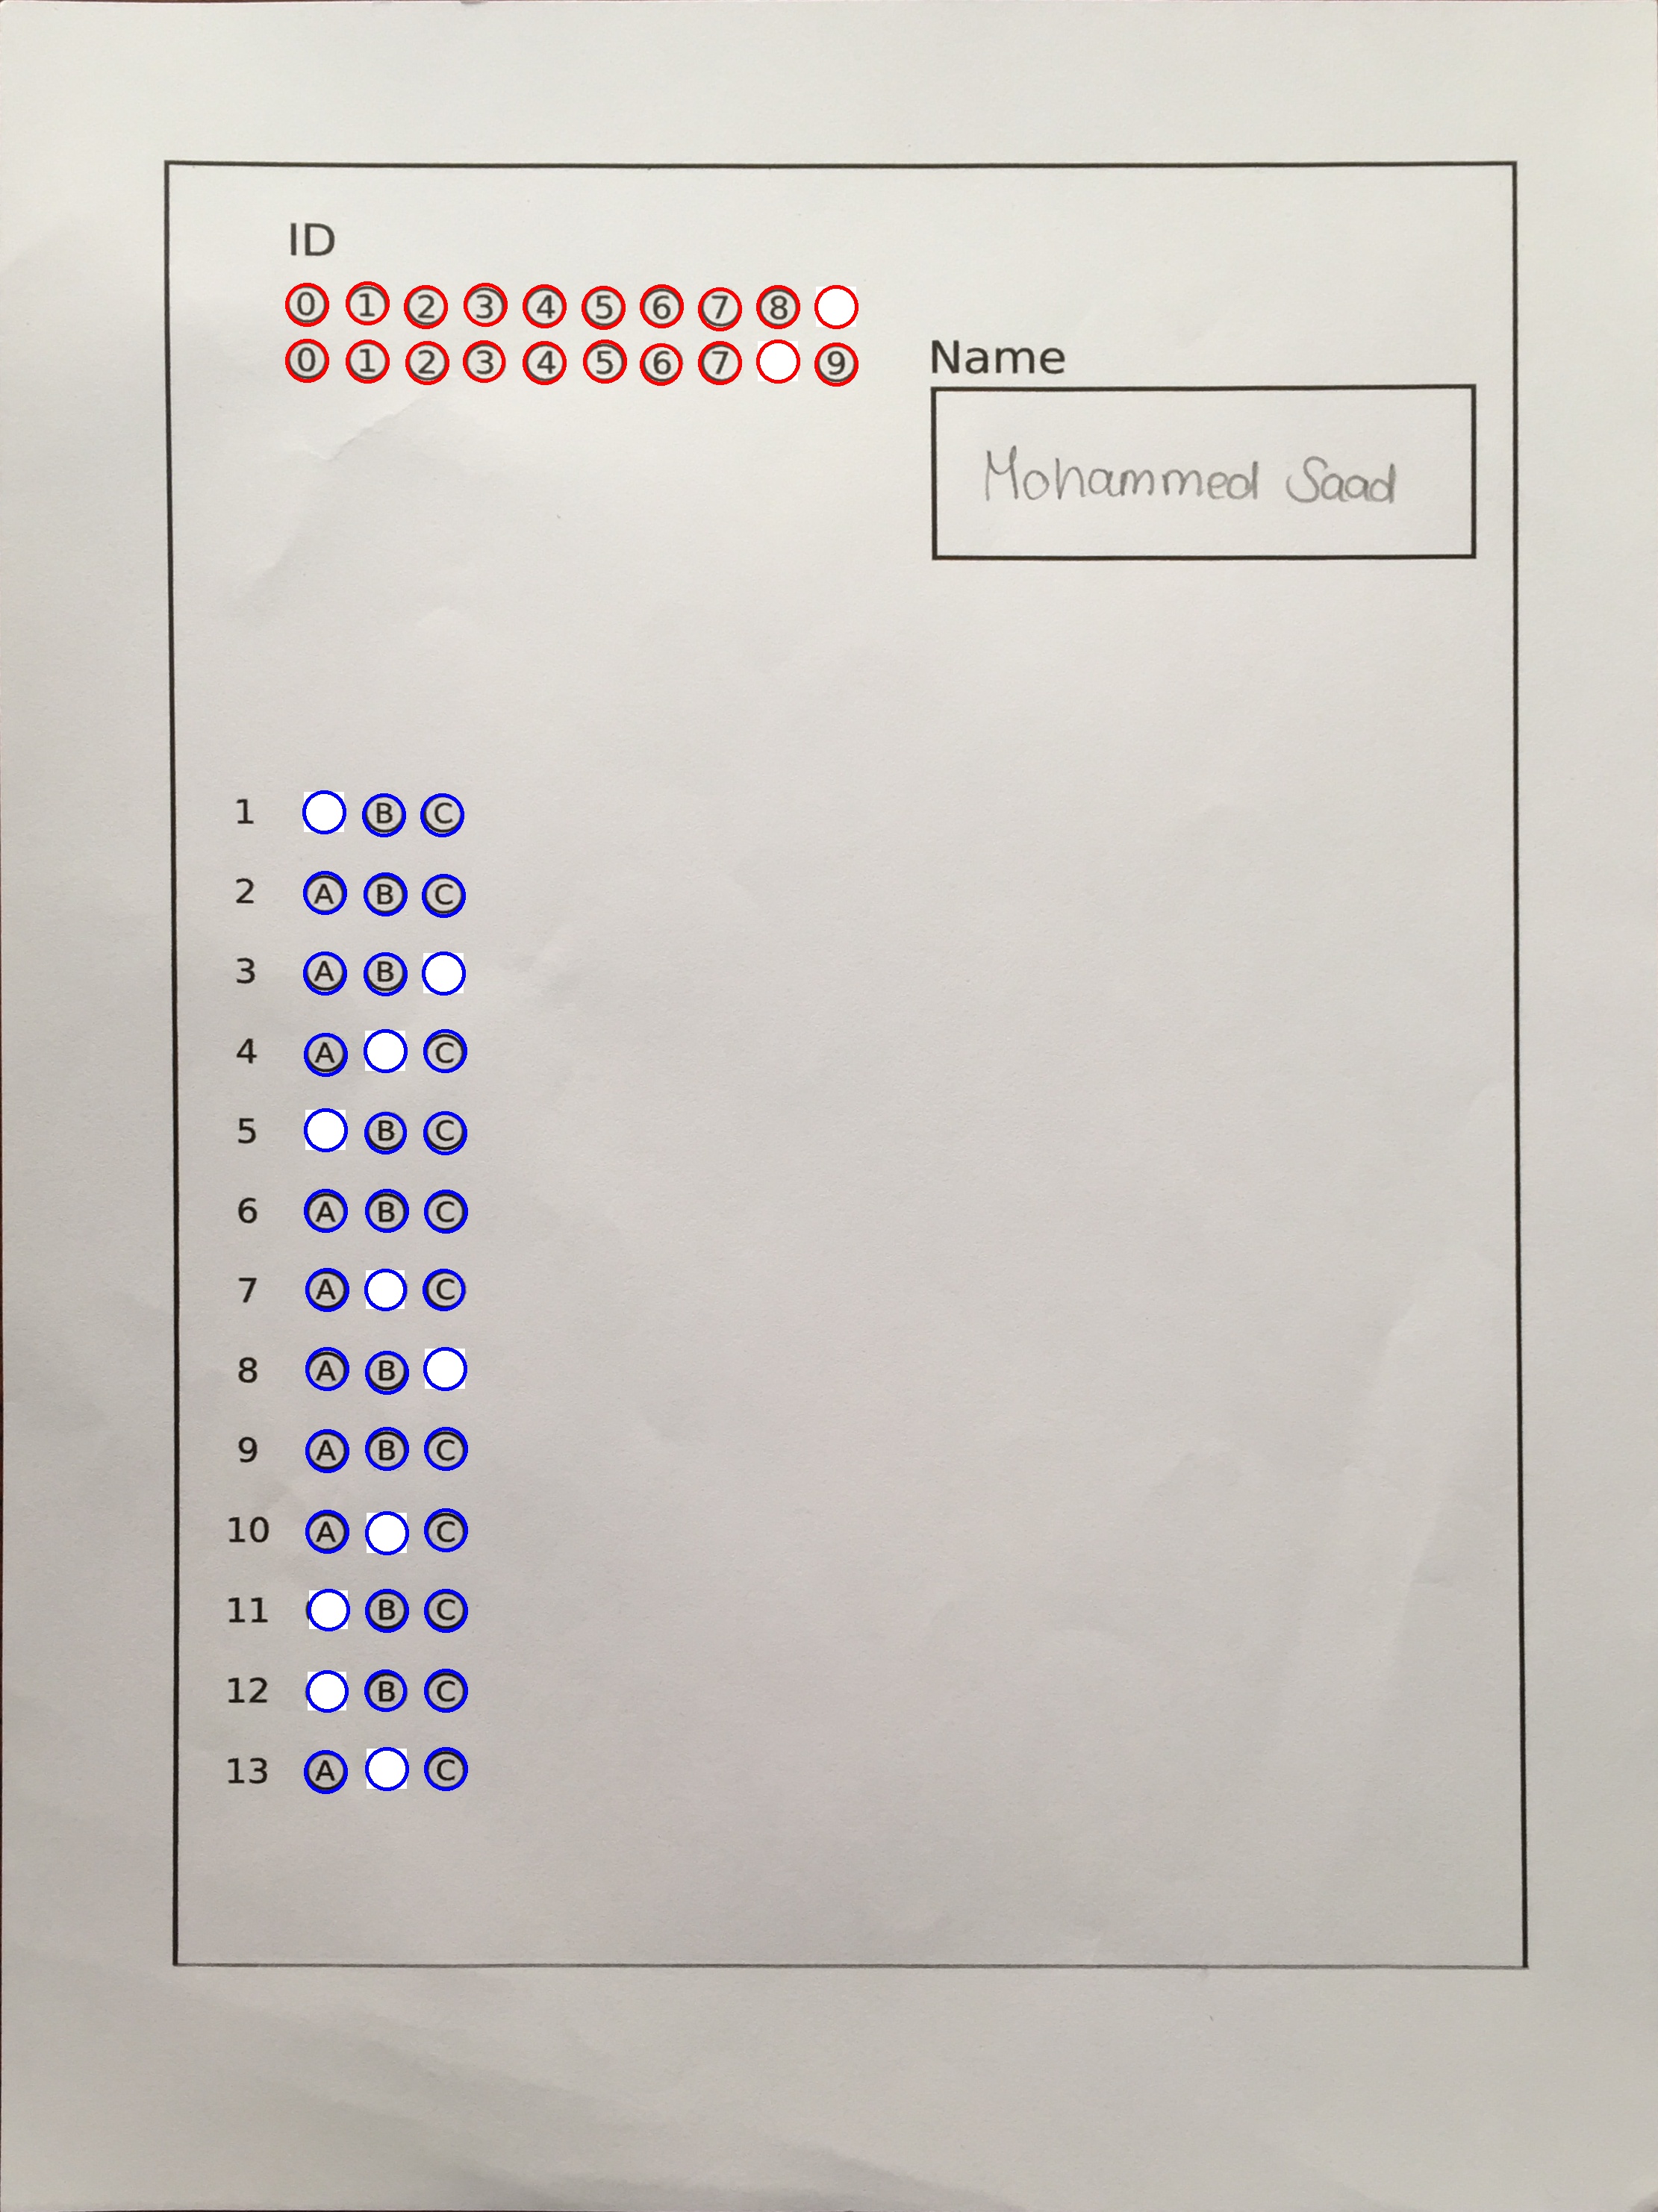 ID
0 1 2 3 4 5 6 7 8
0 1 2 3 4 5 6 7 9
Name
Mohammed Saad
1 B C
2 A B C
3 A B
4 A C
5 B C
6 A B C
7 A C
8 A B
9 A B C
10 A C
11 B C
12 B C
13 A C